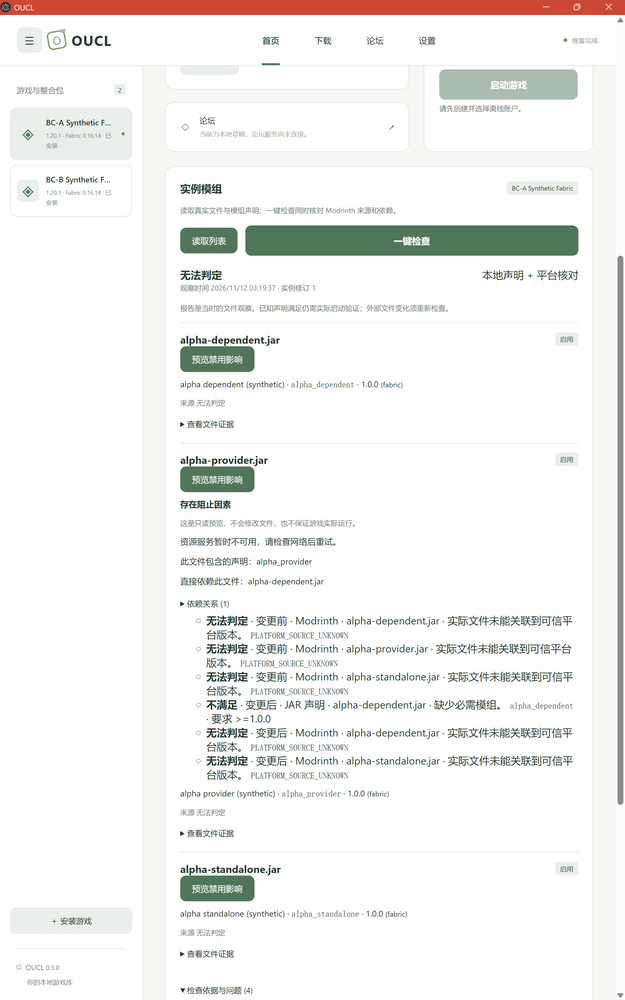 OUCL
OUCL
首页
下载
论坛
设置
准备完成
游戏与整合包
2
BC-A Synthetic F...
1.20.1 · Fabric 0.16.14 · 已
安装
BC-B Synthetic F...
1.20.1 · Fabric 0.16.14 · 已
安装
+ 安装游戏
OUCL 0.3.0
你的本地游戏库
启动游戏
请先创建并选择离线账户。
论坛
当前为本地草稿，论坛服务尚未连接。
实例模组
BC-A Synthetic Fabric
读取真实文件与模组声明；一键检查同时核对 Modrinth 来源和依赖。
读取列表
一键检查
无法判定
本地声明 + 平台核对
观察时间 2026/11/12 03:19:37 · 实例修订 1
报告是当时的文件观察。已知声明满足仍需实际启动验证；外部文件变化须重新检查。
alpha-dependent.jar
启用
预览禁用影响
alpha dependent (synthetic) · alpha_dependent · 1.0.0 (fabric)
来源 无法判定
▶ 查看文件证据
alpha-provider.jar
启用
预览禁用影响
存在阻止因素
这是只读预览，不会修改文件，也不保证游戏实际运行。
资源服务暂时不可用，请检查网络后重试。
此文件包含的声明：alpha_provider
直接依赖此文件：alpha-dependent.jar
▶ 依赖关系 (1)
无法判定 · 变更前 · Modrinth · alpha-dependent.jar · 实际文件未能关联到可信平
台版本。 PLATFORM_SOURCE_UNKNOWN
无法判定 · 变更前 · Modrinth · alpha-provider.jar · 实际文件未能关联到可信平台
版本。 PLATFORM_SOURCE_UNKNOWN
无法判定 · 变更前 · Modrinth · alpha-standalone.jar · 实际文件未能关联到可信平
台版本。 PLATFORM_SOURCE_UNKNOWN
不满足 · 变更后 · JAR 声明 · alpha-dependent.jar · 缺少必需模组。 alpha_dependent
· 要求 >=1.0.0
无法判定 · 变更后 · Modrinth · alpha-dependent.jar · 实际文件未能关联到可信平
台版本。 PLATFORM_SOURCE_UNKNOWN
无法判定 · 变更后 · Modrinth · alpha-standalone.jar · 实际文件未能关联到可信平
台版本。 PLATFORM_SOURCE_UNKNOWN
alpha provider (synthetic) · alpha_provider · 1.0.0 (fabric)
来源 无法判定
▶ 查看文件证据
alpha-standalone.jar
启用
预览禁用影响
alpha standalone (synthetic) · alpha_standalone · 1.0.0 (fabric)
来源 无法判定
▶ 查看文件证据
▼ 检查依据与问题 (4)